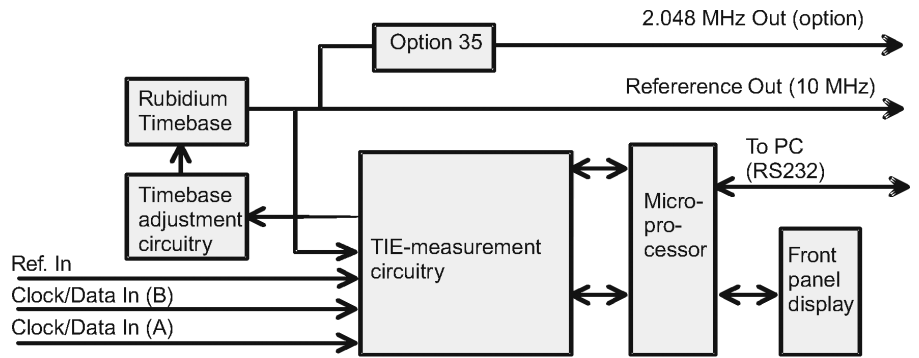 2.048 MHz Out (option)
Option 35
Refererence Out (10 MHz)
Rubidium
Timebase
To PC
(RS232)
Timebase
adjustment
circuitry
Micro-
pro-
cessor
TIE-measurement
circuitry
Front
panel
display
Ref. In
Clock/Data In (B)
Clock/Data In (A)